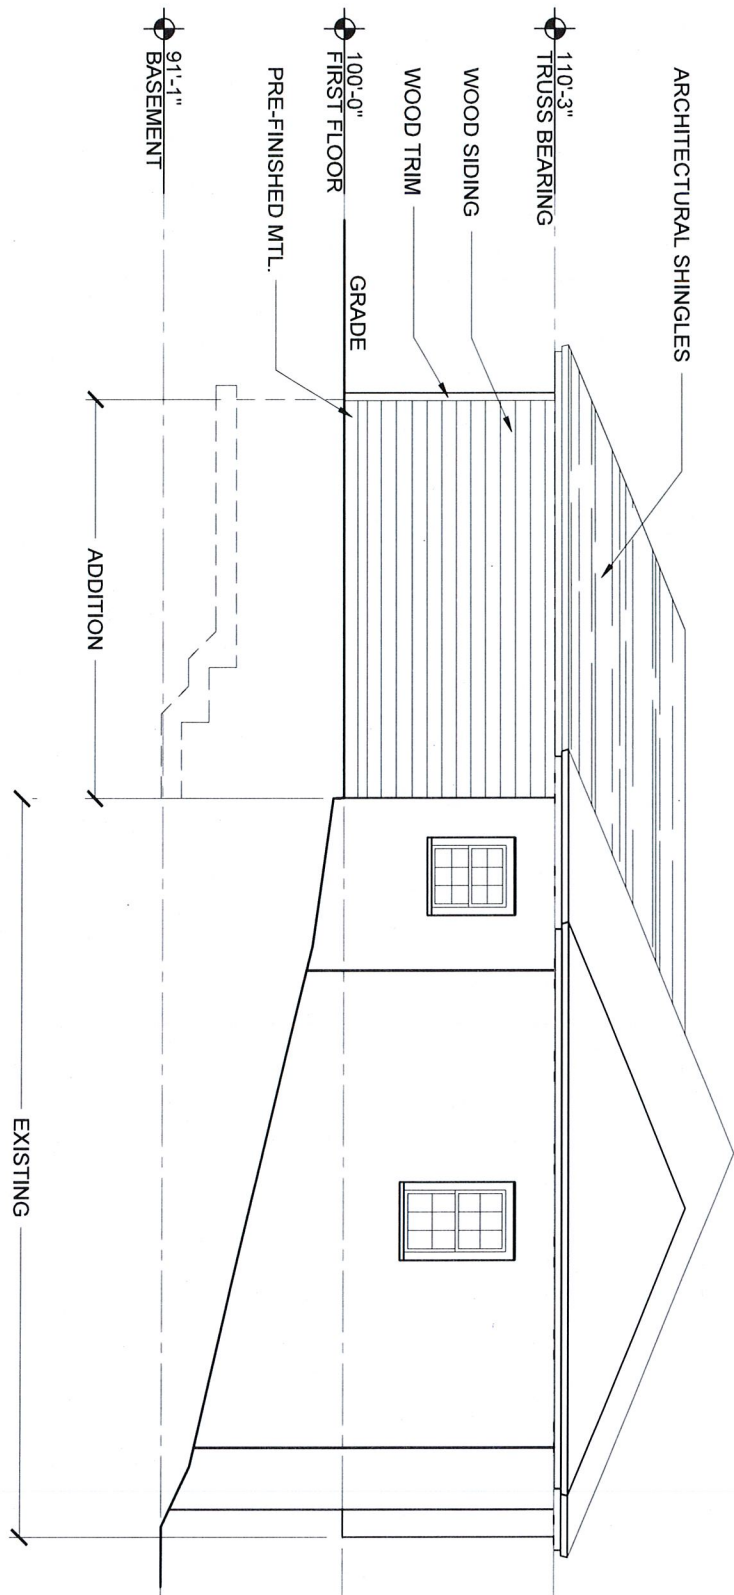 ARCHITECTURAL SHINGLES
110'-3"
TRUSS BEARING
WOOD SIDING
WOOD TRIM
100'-0"
FIRST FLOOR
GRADE
PRE-FINISHED MTL.
91'-1"
BASEMENT
ADDITION
EXISTING